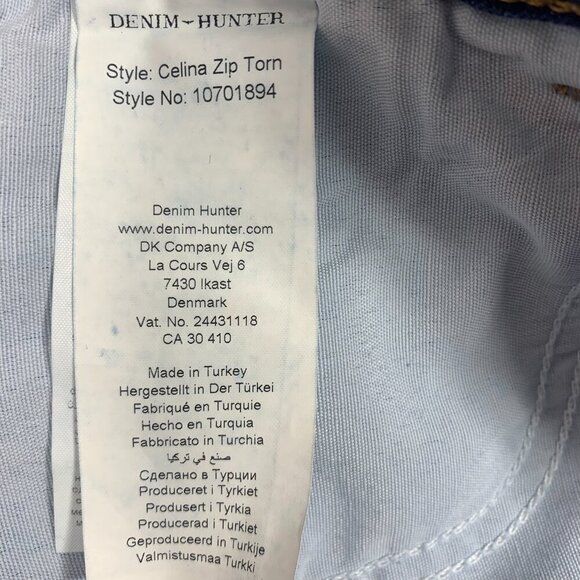 DENIM-HUNTER
Style: Celina Zip Torn
Style No: 10701894
Denim Hunter
www.denim-hunter.com
DK Company A/S
La Cours Vej 6
7430 Ikast
Denmark
Vat. No. 24431118
CA 30 410
Made in Turkey
Hergestellt in Der Türkei
Fabriqué en Turquie
Hecho en Turquia
Fabbricato in Turchia
صنع في تركيا
Сделано в Турции
Produceret i Tyrkiet
Produsert i Tyrkia
Producerad i Turkiet
Geproduceerd in Turkije
Valmistusmaa Turkki